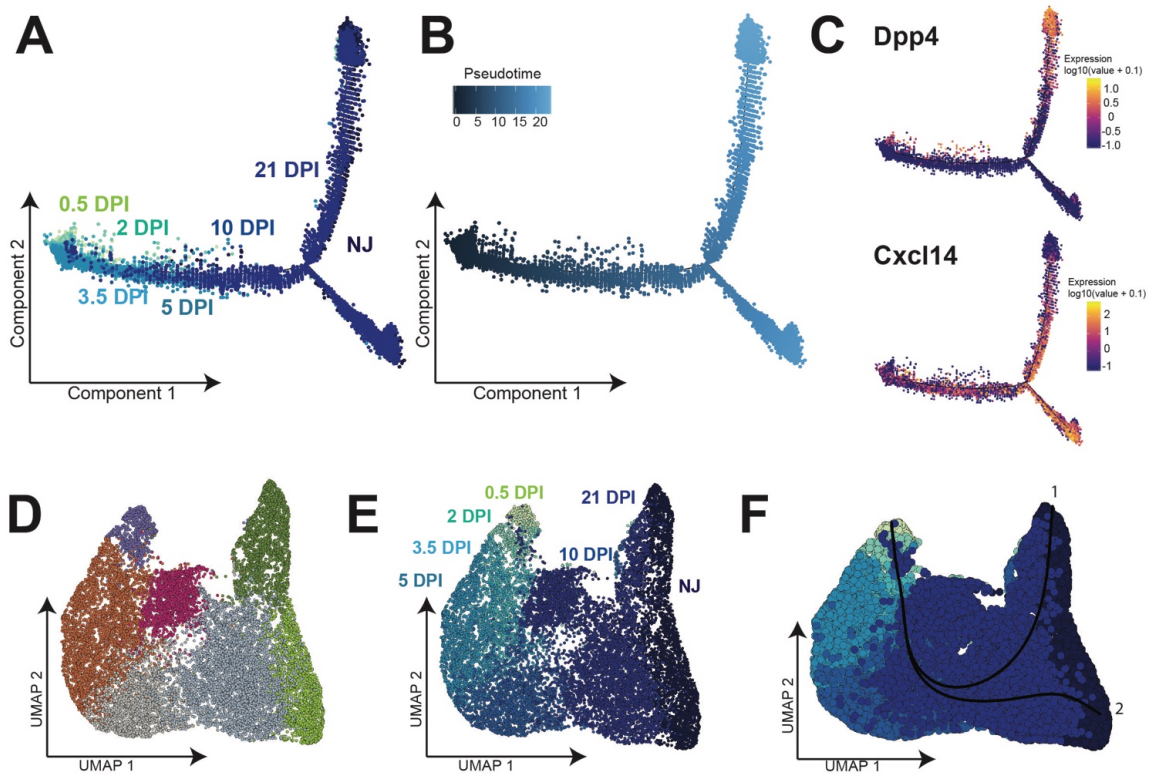 A
21 DPI
0.5 DPI
2 DPI
10 DPI
NJ
3.5 DPI
5 DPI
Component 2
Component 1
B
Pseudotime
0 5 10 15 20
Component 2
Component 1
C
Dpp4
Expression
log10(value + 0.1)
1.0
0.5
0.0
-0.5
-1.0
Cxcl14
Expression
log10(value + 0.1)
2
1
0
-1
D
UMAP 2
UMAP 1
E
0.5 DPI
21 DPI
2 DPI
3.5 DPI
10 DPI
5 DPI
NJ
UMAP 2
UMAP 1
F
1
2
UMAP 2
UMAP 1